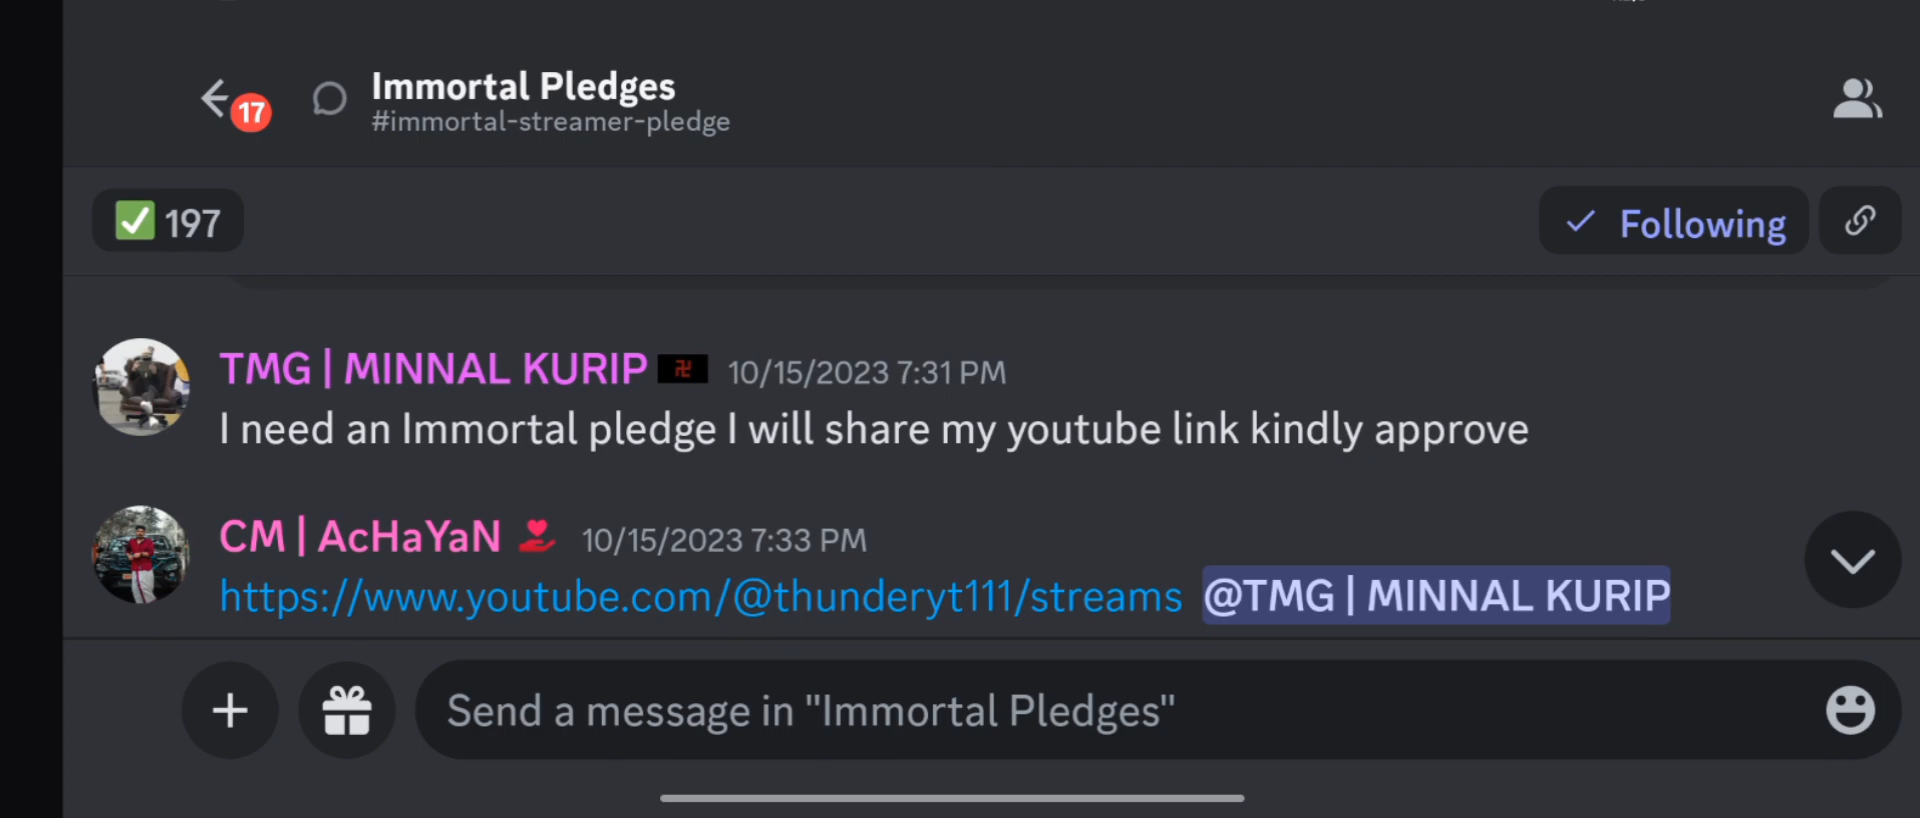 Immortal Pledges
17
#immortal-streamer-pledge
✅ 197
Following
TMG | MINNAL KURIP 卍 10/15/2023 7:31 PM
I need an Immortal pledge I will share my youtube link kindly approve
CM | AcHaYaN 10/15/2023 7:33 PM
https://www.youtube.com/@thunderyt111/streams @TMG | MINNAL KURIP
Send a message in "Immortal Pledges"